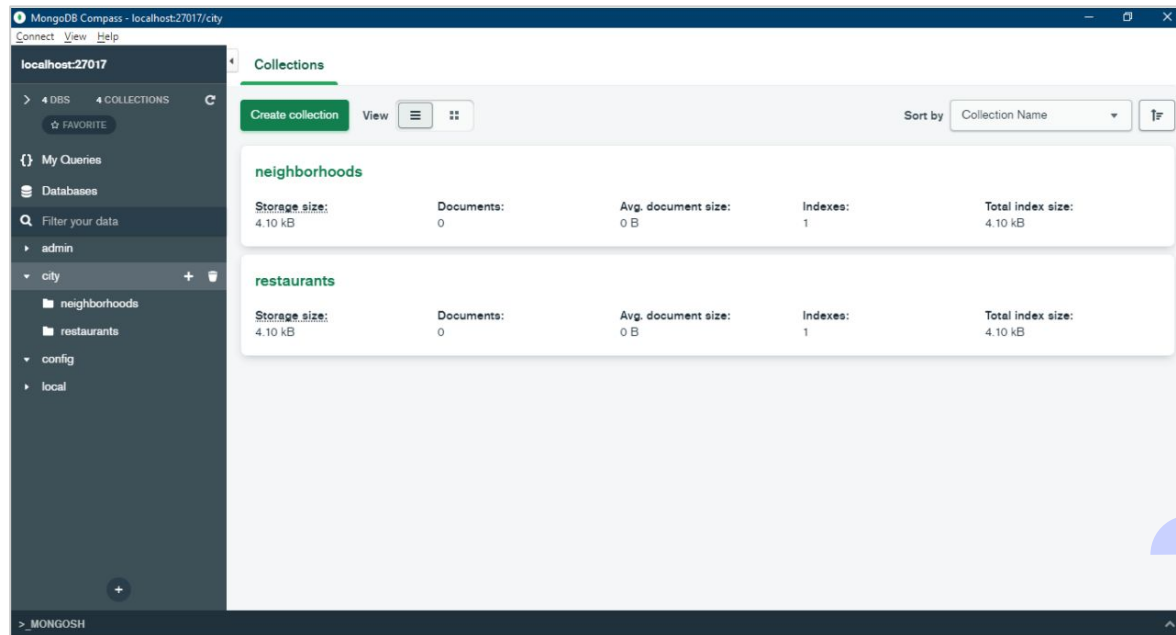 MongoDB Compass - localhost:27017/city
Connect View Help
localhost:27017
4 DBS 4 COLLECTIONS
FAVORITE
{} My Queries
Databases
Filter your data
admin
city
neighborhoods
restaurants
config
local
>_MONGOSH
Collections
Create collection View Sort by Collection Name
neighborhoods
Storage size: Documents: Avg. document size: Indexes: Total index size:
4.10 kB 0 0 B 1 4.10 kB
restaurants
Storage size: Documents: Avg. document size: Indexes: Total index size:
4.10 kB 0 0 B 1 4.10 kB